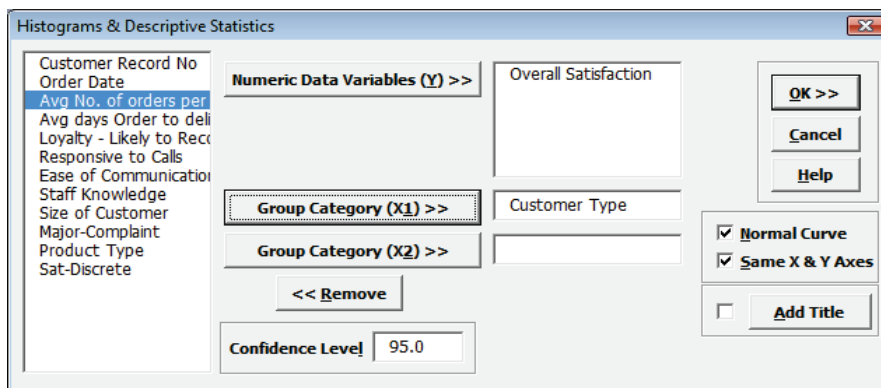 Histograms & Descriptive Statistics
Customer Record No
Order Date
Avg No. of orders per
Avg days Order to deli
Loyalty - Likely to Reco
Responsive to Calls
Ease of Communication
Staff Knowledge
Size of Customer
Major-Complaint
Product Type
Sat-Discrete
Numeric Data Variables (Y) >>
Overall Satisfaction
Group Category (X1) >>
Customer Type
Group Category (X2) >>
<< Remove
Confidence Level
95.0
OK >>
Cancel
Help
Normal Curve
Same X & Y Axes
Add Title